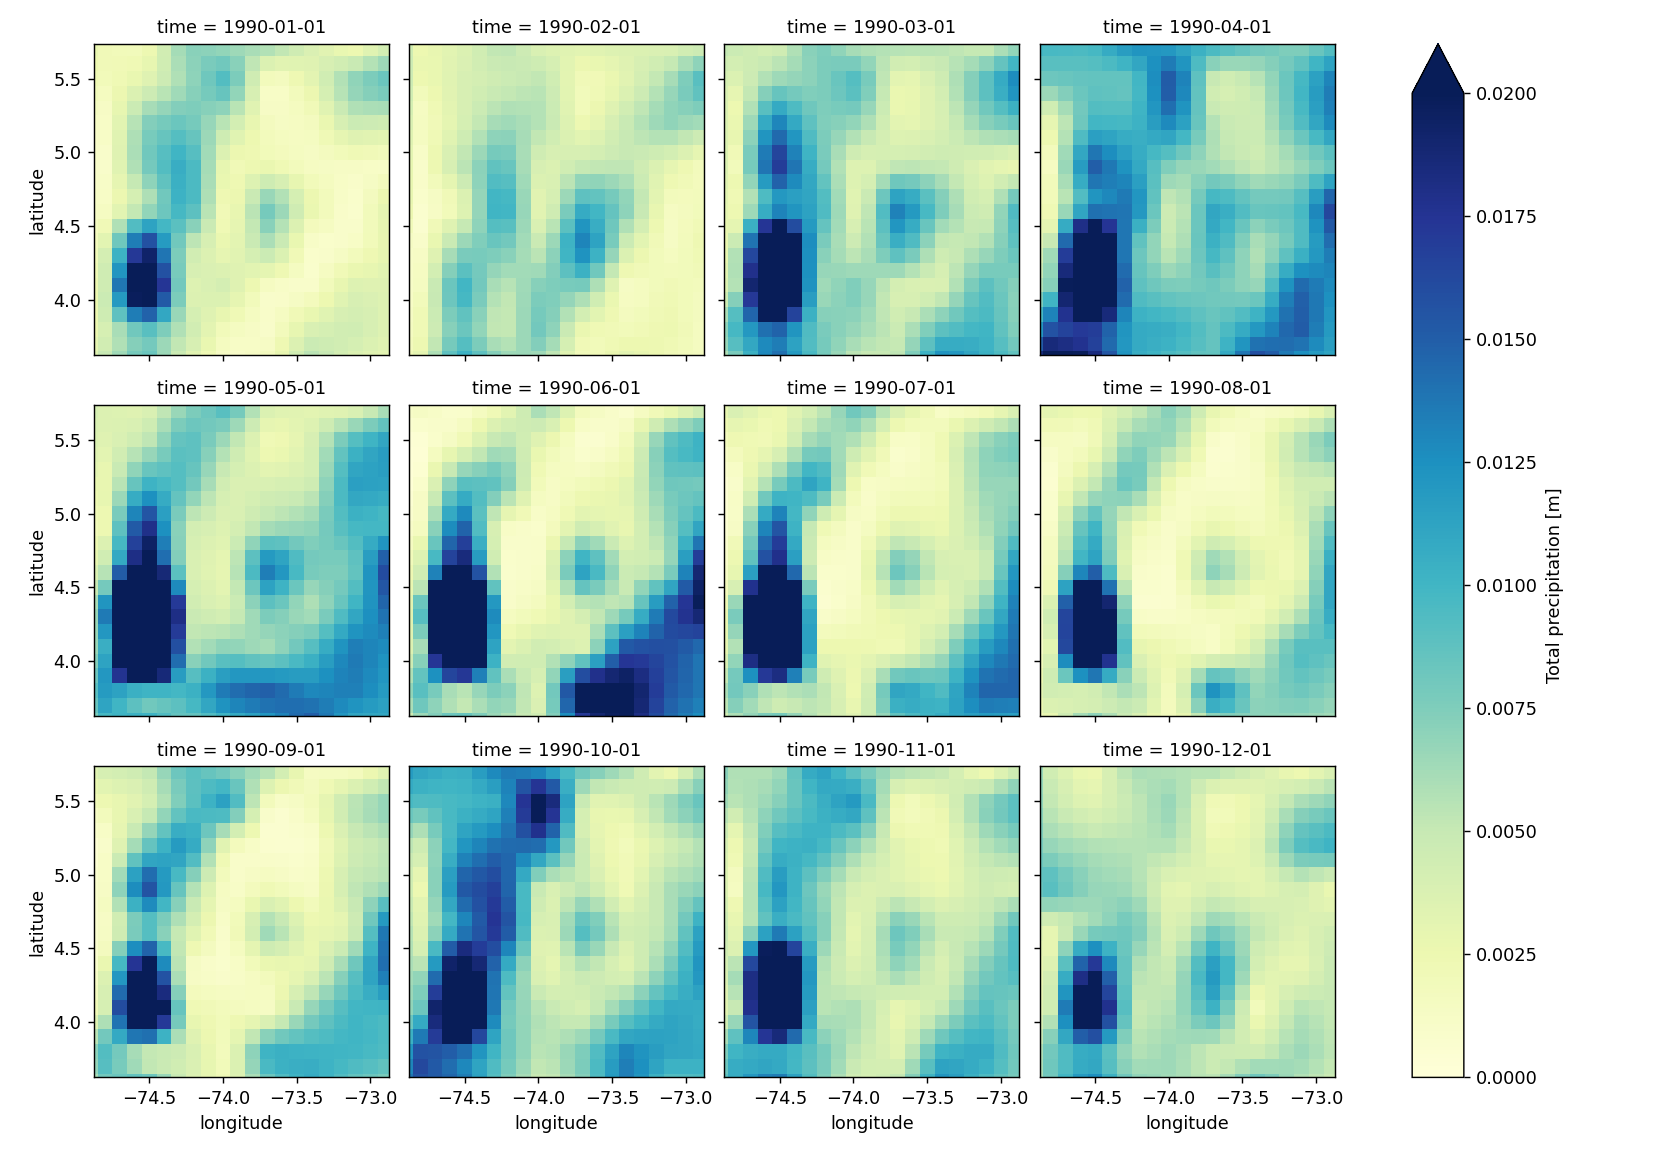 time = 1990-01-01
time = 1990-02-01
time = 1990-03-01
time = 1990-04-01
latitude
5.5
5.0
4.5
4.0
time = 1990-05-01
time = 1990-06-01
time = 1990-07-01
time = 1990-08-01
latitude
5.5
5.0
4.5
4.0
time = 1990-09-01
time = 1990-10-01
time = 1990-11-01
time = 1990-12-01
latitude
5.5
5.0
4.5
4.0
−74.5 −74.0 −73.5 −73.0
longitude
−74.5 −74.0 −73.5 −73.0
longitude
−74.5 −74.0 −73.5 −73.0
longitude
−74.5 −74.0 −73.5 −73.0
longitude
0.0200
0.0175
0.0150
0.0125
0.0100
0.0075
0.0050
0.0025
0.0000
Total precipitation [m]